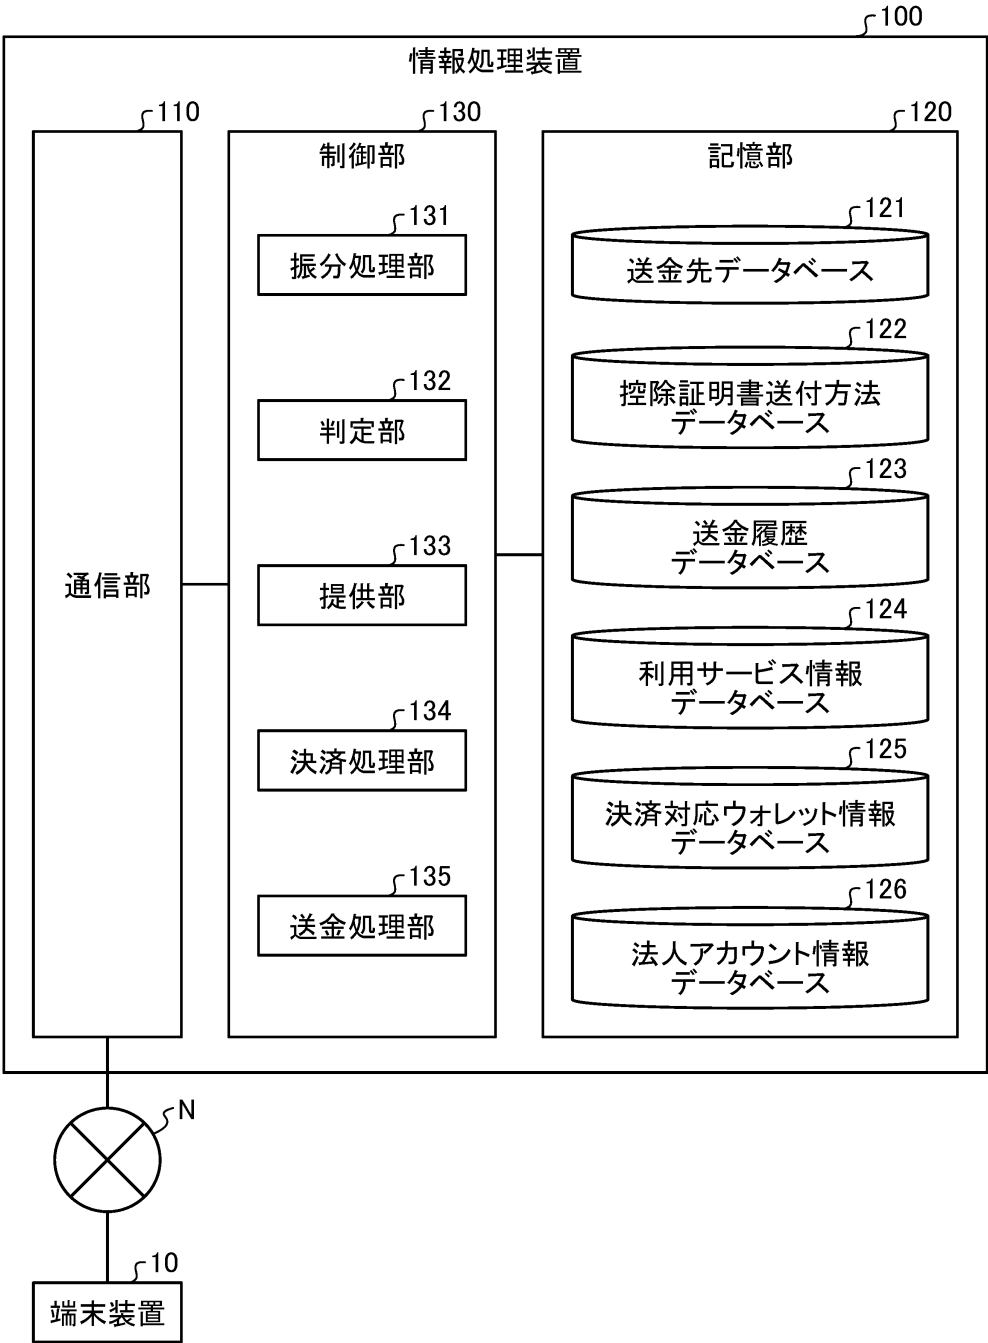 100
情報処理装置
110
通信部
130
制御部
131
振分処理部
132
判定部
133
提供部
134
決済処理部
135
送金処理部
120
記憶部
121
送金先データベース
122
控除証明書送付方法
データベース
123
送金履歴
データベース
124
利用サービス情報
データベース
125
決済対応ウォレット情報
データベース
126
法人アカウント情報
データベース
N
10
端末装置